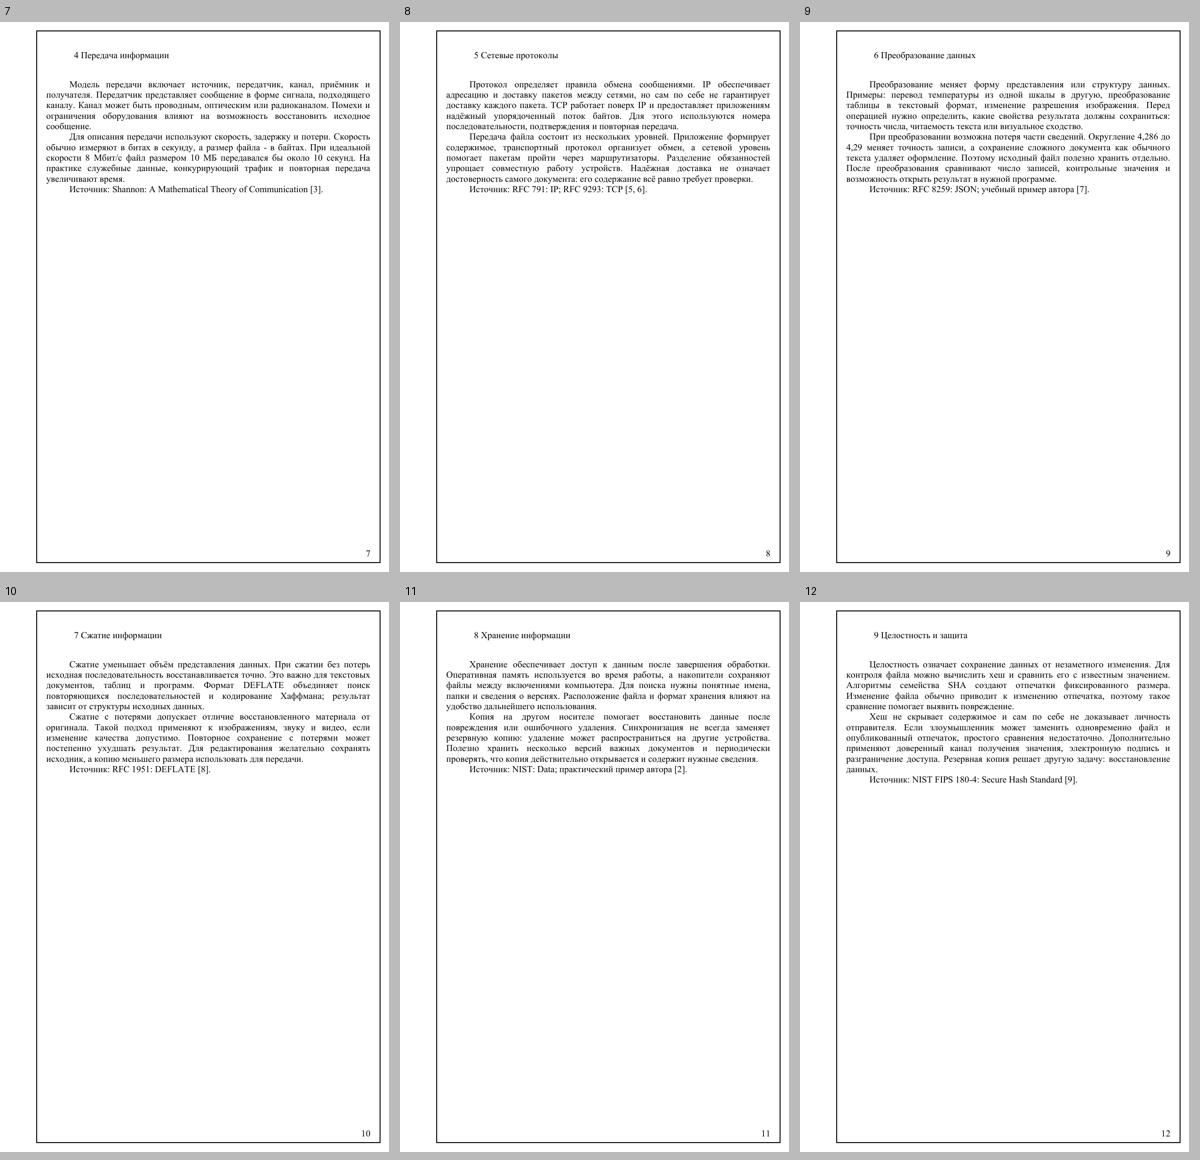 7
4 Передача информации
Модель передачи включает источник, передатчик, канал, приёмник и
получателя. Передатчик представляет сообщение в форме сигнала, подходящего
каналу. Канал может быть проводным, оптическим или радиоканалом. Помехи и
ограничения оборудования влияют на возможность восстановить исходное
сообщение.
Для описания передачи используют скорость, задержку и потери. Скорость
обычно измеряют в битах в секунду, а размер файла - в байтах. При идеальной
скорости 8 Мбит/с файл размером 10 МБ передавался бы около 10 секунд. На
практике служебные данные, конкурирующий трафик и повторная передача
увеличивают время.
Источник: Shannon: A Mathematical Theory of Communication [3].
7
8
5 Сетевые протоколы
Протокол определяет правила обмена сообщениями. IP обеспечивает
адресацию и доставку пакетов между сетями, но сам по себе не гарантирует
доставку каждого пакета. TCP работает поверх IP и предоставляет приложениям
надёжный упорядоченный поток байтов. Для этого используются номера
последовательности, подтверждения и повторная передача.
Передача файла состоит из нескольких уровней. Приложение формирует
содержимое, транспортный протокол организует обмен, а сетевой уровень
помогает пакетам пройти через маршрутизаторы. Разделение обязанностей
упрощает совместную работу устройств. Надёжная доставка не означает
достоверность самого документа: его содержание всё равно требует проверки.
Источник: RFC 791: IP; RFC 9293: TCP [5, 6].
8
9
6 Преобразование данных
Преобразование меняет форму представления или структуру данных.
Примеры: перевод температуры из одной шкалы в другую, преобразование
таблицы в текстовый формат, изменение разрешения изображения. Перед
операцией нужно определить, какие свойства результата должны сохраниться:
точность числа, читаемость текста или визуальное сходство.
При преобразовании возможна потеря части сведений. Округление 4,286 до
4,29 меняет точность записи, а сохранение сложного документа как обычного
текста удаляет оформление. Поэтому исходный файл полезно хранить отдельно.
После преобразования сравнивают число записей, контрольные значения и
возможность открыть результат в нужной программе.
Источник: RFC 8259: JSON; учебный пример автора [7].
9
10
7 Сжатие информации
Сжатие уменьшает объём представления данных. При сжатии без потерь
исходная последовательность восстанавливается точно. Это важно для текстовых
документов, таблиц и программ. Формат DEFLATE объединяет поиск
повторяющихся последовательностей и кодирование Хаффмана; результат
зависит от структуры исходных данных.
Сжатие с потерями допускает отличие восстановленного материала от
оригинала. Такой подход применяют к изображениям, звуку и видео, если
изменение качества допустимо. Повторное сохранение с потерями может
постепенно ухудшать результат. Для редактирования желательно сохранять
исходник, а копию меньшего размера использовать для передачи.
Источник: RFC 1951: DEFLATE [8].
10
11
8 Хранение информации
Хранение обеспечивает доступ к данным после завершения обработки.
Оперативная память используется во время работы, а накопители сохраняют
файлы между включениями компьютера. Для поиска нужны понятные имена,
папки и сведения о версиях. Расположение файла и формат хранения влияют на
удобство дальнейшего использования.
Копия на другом носителе помогает восстановить данные после
повреждения или ошибочного удаления. Синхронизация не всегда заменяет
резервную копию: удаление может распространиться на другие устройства.
Полезно хранить несколько версий важных документов и периодически
проверять, что копия действительно открывается и содержит нужные сведения.
Источник: NIST: Data; практический пример автора [2].
11
12
9 Целостность и защита
Целостность означает сохранение данных от незаметного изменения. Для
контроля файла можно вычислить хеш и сравнить его с известным значением.
Алгоритмы семейства SHA создают отпечатки фиксированного размера.
Изменение файла обычно приводит к изменению отпечатка, поэтому такое
сравнение помогает выявить повреждение.
Хеш не скрывает содержимое и сам по себе не доказывает личность
отправителя. Если злоумышленник может заменить одновременно файл и
опубликованный отпечаток, простого сравнения недостаточно. Дополнительно
применяют доверенный канал получения значения, электронную подпись и
разграничение доступа. Резервная копия решает другую задачу: восстановление
данных.
Источник: NIST FIPS 180-4: Secure Hash Standard [9].
12